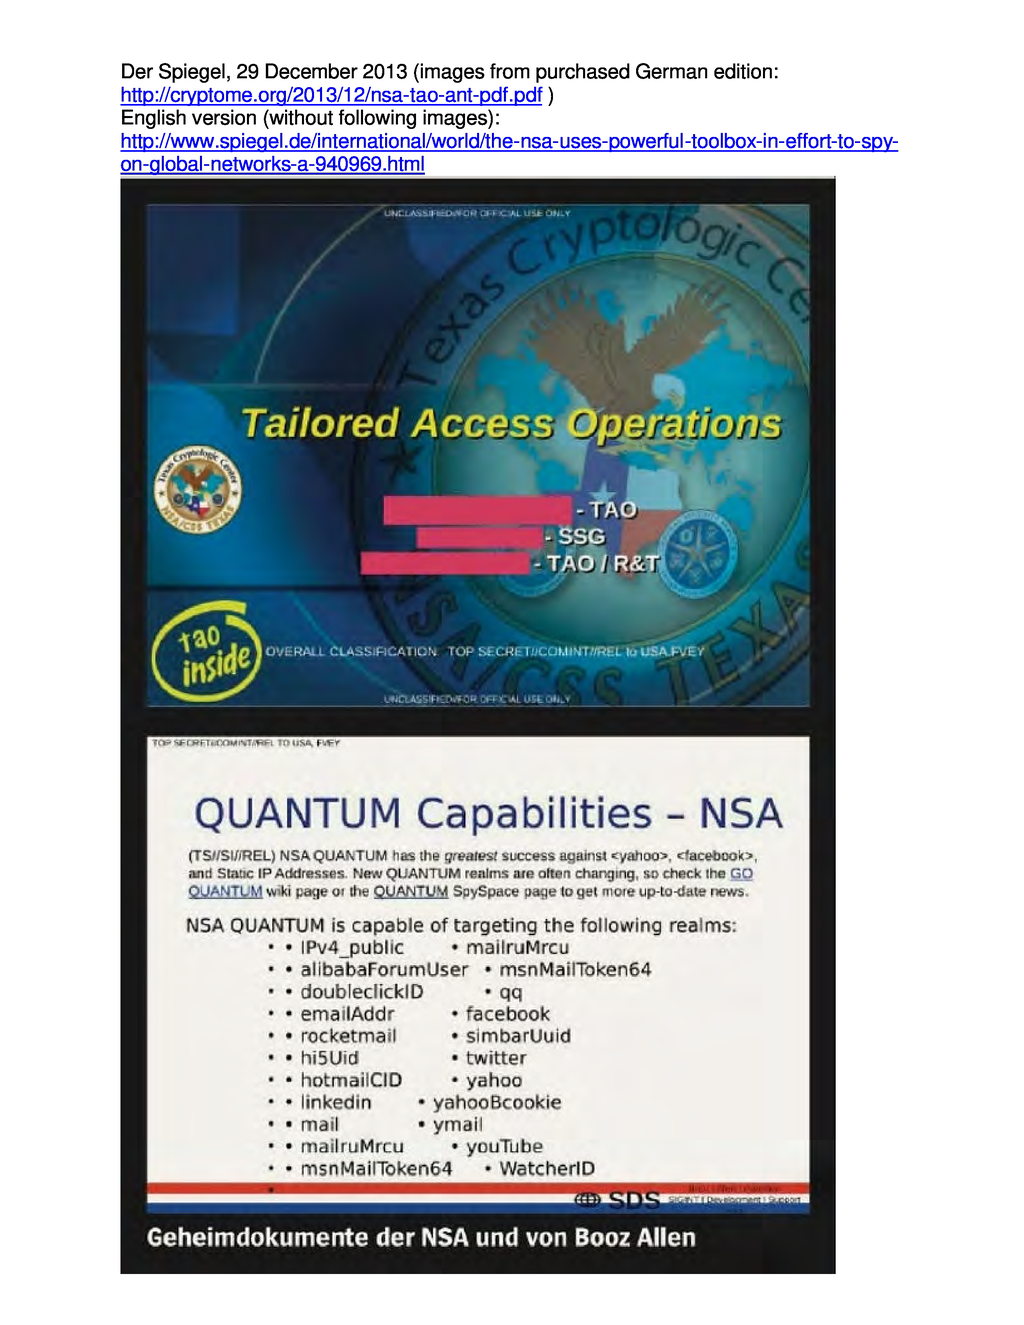 Der Spiegel, 29 December 2013 (images from purchased German edition:
http://cryptome.org/2013/12/nsa-tao-ant-pdf.pdf )
English version (without following images):
http://www.spiegel.de/international/world/the-nsa-uses-powerful-toolbox-in-effort-to-spy-
on-global-networks-a-940969.html
UNCLASSIFIED//FOR OFFICIAL USE ONLY
Texas Cryptologic Center
Tailored Access Operations
Texas Cryptologic Center
NSA/CSS TEXAS
- TAO
- SSG
- TAO / R&T
NSA/CSS TEXAS
tao
inside
OVERALL CLASSIFICATION: TOP SECRET//COMINT//REL to USA,FVEY
UNCLASSIFIED//FOR OFFICIAL USE ONLY
TOP SECRET//COMINT//REL TO USA, FVEY
QUANTUM Capabilities – NSA
(TS//SI//REL) NSA QUANTUM has the greatest success against <yahoo>, <facebook>,
and Static IP Addresses. New QUANTUM realms are often changing, so check the GO
QUANTUM wiki page or the QUANTUM SpySpace page to get more up-to-date news.
NSA QUANTUM is capable of targeting the following realms:
• • IPv4_public • mailruMrcu
• • alibabaForumUser • msnMailToken64
• • doubleclickID • qq
• • emailAddr • facebook
• • rocketmail • simbarUuid
• • hi5Uid • twitter
• • hotmailCID • yahoo
• • linkedin • yahooBcookie
• • mail • ymail
• • mailruMrcu • youTube
• • msnMailToken64 • WatcherID
•
SDS SIGINT | Development | Support
Geheimdokumente der NSA und von Booz Allen